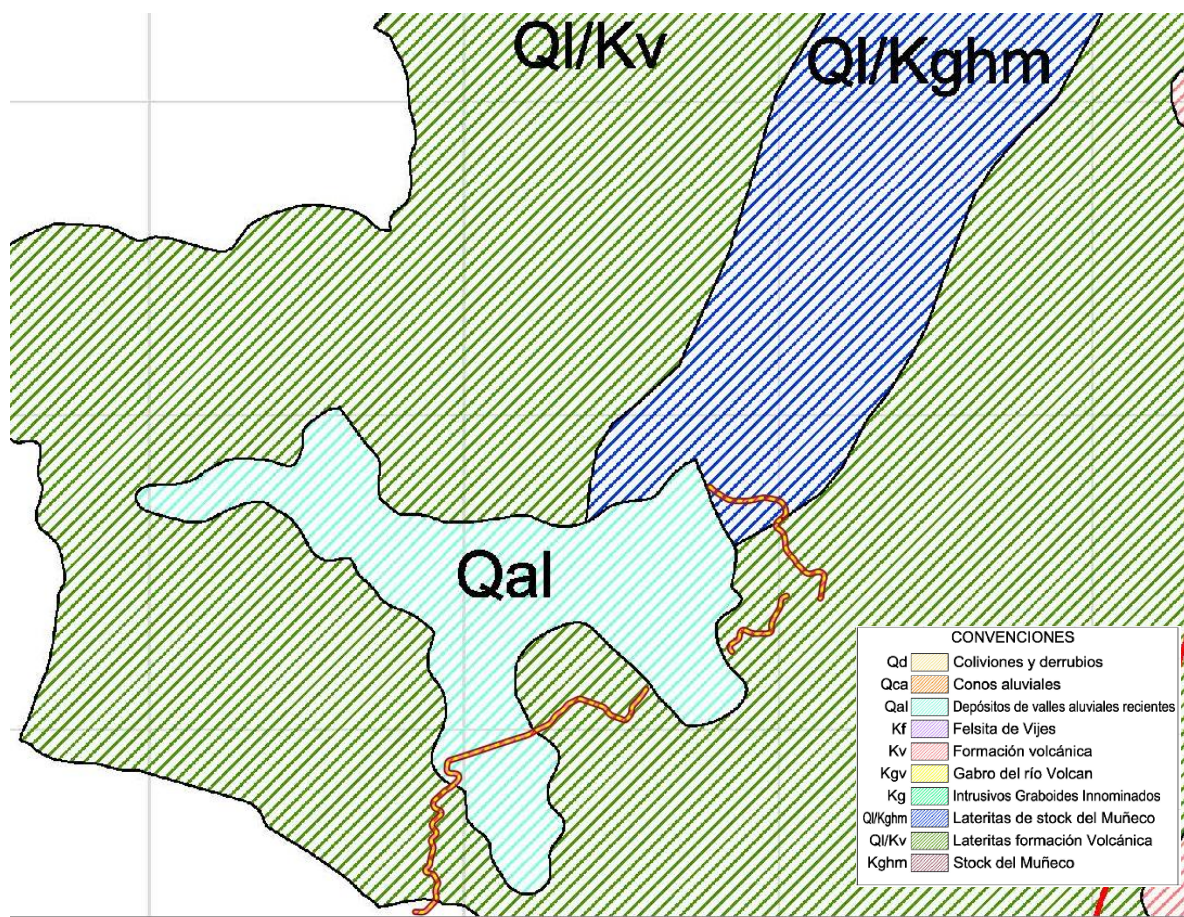 Ql/Kv
Ql/Kghm
Qal
CONVENCIONES
Qd Coliviones y derrubios
Qca Conos aluviales
Qal Depósitos de valles aluviales recientes
Kf Felsita de Vijes
Kv Formación volcánica
Kgv Gabro del río Volcan
Kg Intrusivos Graboides Innominados
Ql/Kghm Lateritas de stock del Muñeco
Ql/Kv Lateritas formación Volcánica
Kghm Stock del Muñeco